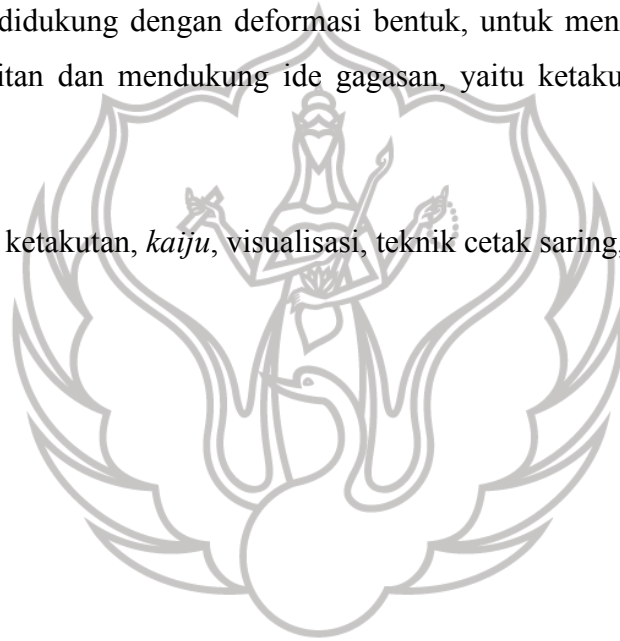 didukung dengan deformasi bentuk, untuk men
itan dan mendukung ide gagasan, yaitu ketaku
ketakutan, kaiju, visualisasi, teknik cetak saring,